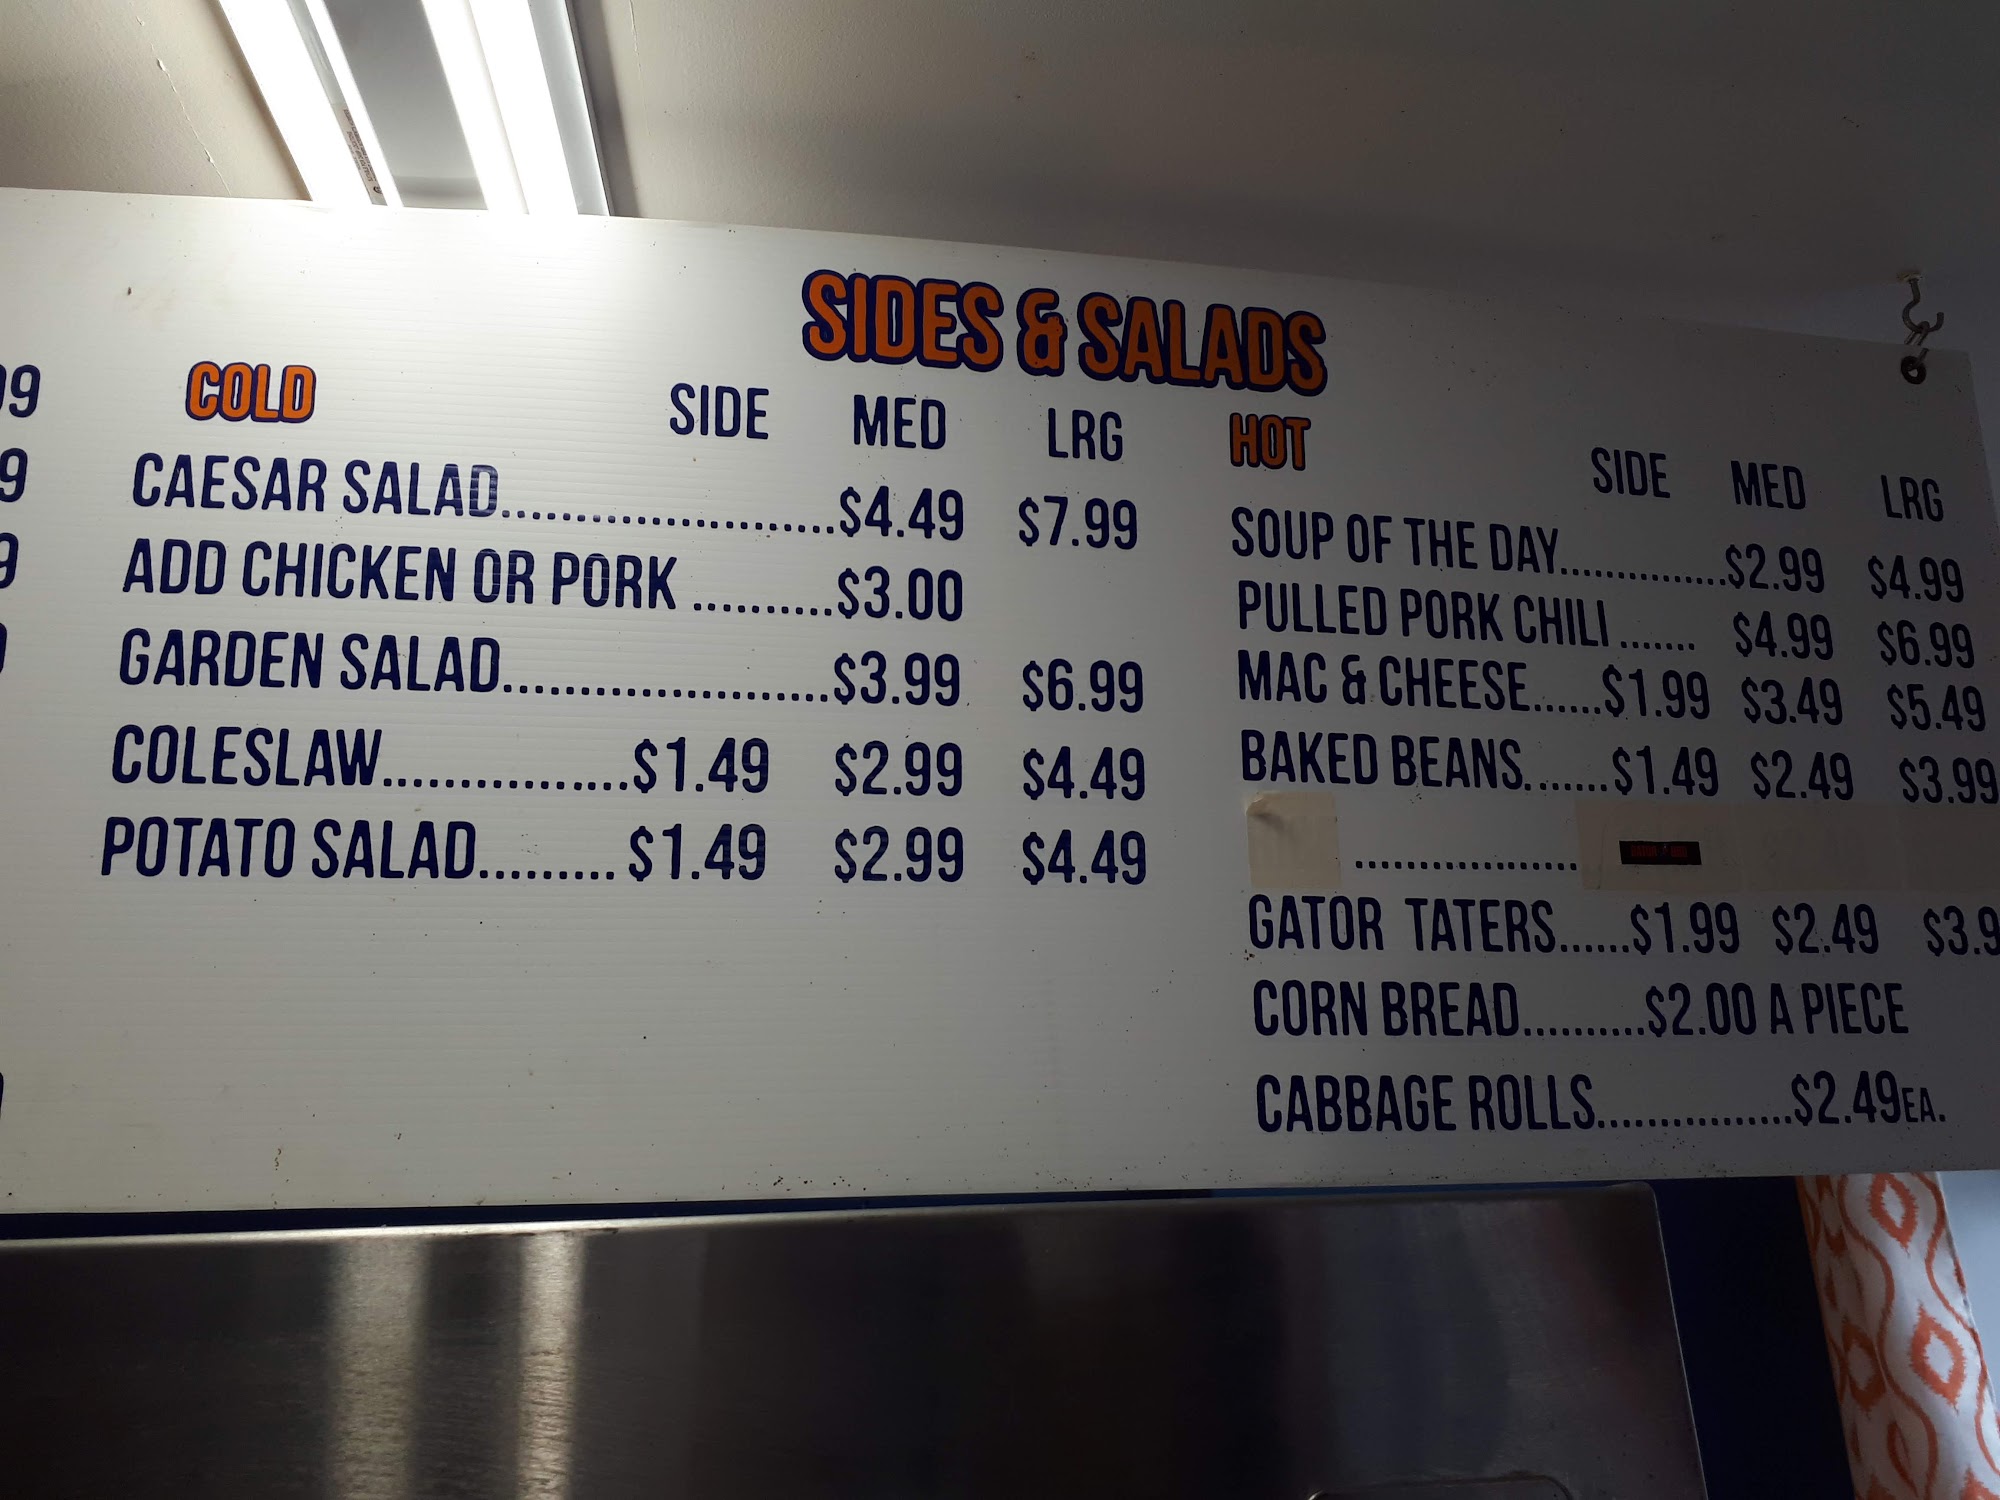 SIDES & SALADS
COLD SIDE MED LRG
CAESAR SALAD......................$4.49 $7.99
ADD CHICKEN OR PORK ..........$3.00
GARDEN SALAD......................$3.99 $6.99
COLESLAW................$1.49 $2.99 $4.49
POTATO SALAD.........$1.49 $2.99 $4.49
HOT SIDE MED LRG
SOUP OF THE DAY...............$2.99 $4.99
PULLED PORK CHILI ....... $4.99 $6.99
MAC & CHEESE......$1.99 $3.49 $5.49
BAKED BEANS.......$1.49 $2.49 $3.99
...................
GATOR TATERS......$1.99 $2.49 $3.9
CORN BREAD..........$2.00 A PIECE
CABBAGE ROLLS................$2.49EA.